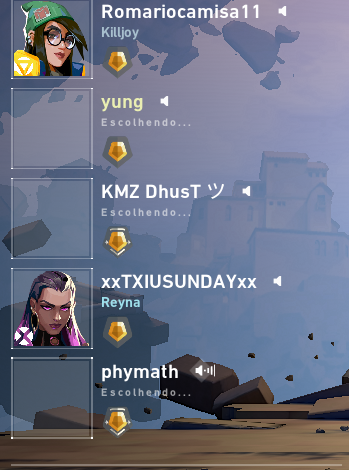 Romariocamisa11
Killjoy
yung
Escolhendo...
KMZ DhusT ツ
Escolhendo...
xxTXIUSUNDAYxx
Reyna
phymath
Escolhendo...